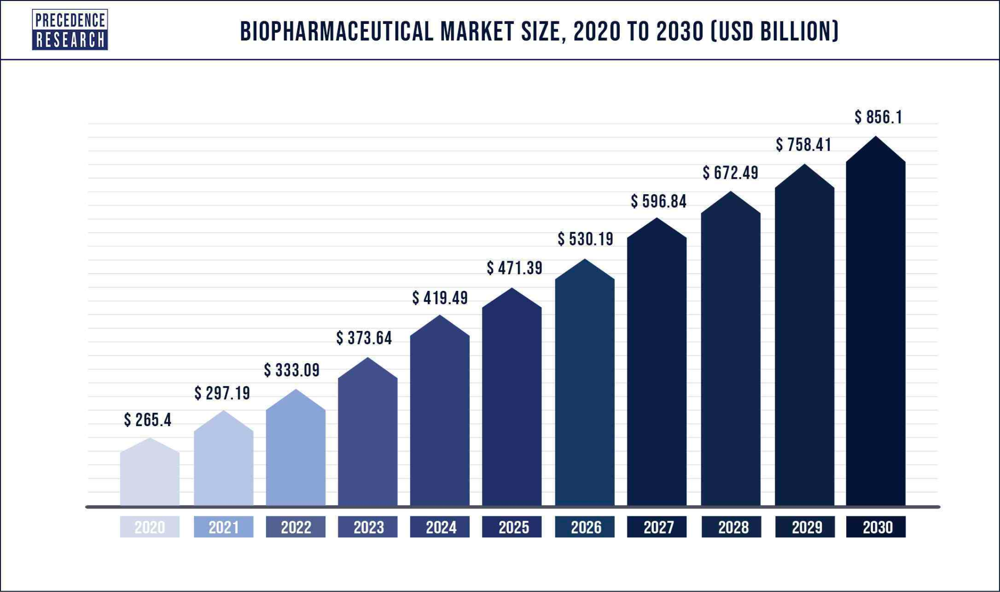 PRECEDENCE
RESEARCH
BIOPHARMACEUTICAL MARKET SIZE, 2020 TO 2030 (USD BILLION)
$ 856.1
$ 758.41
$ 672.49
$ 596.84
$ 530.19
$ 471.39
$ 419.49
$ 373.64
$ 333.09
$ 297.19
$ 265.4
2020 2021 2022 2023 2024 2025 2026 2027 2028 2029 2030